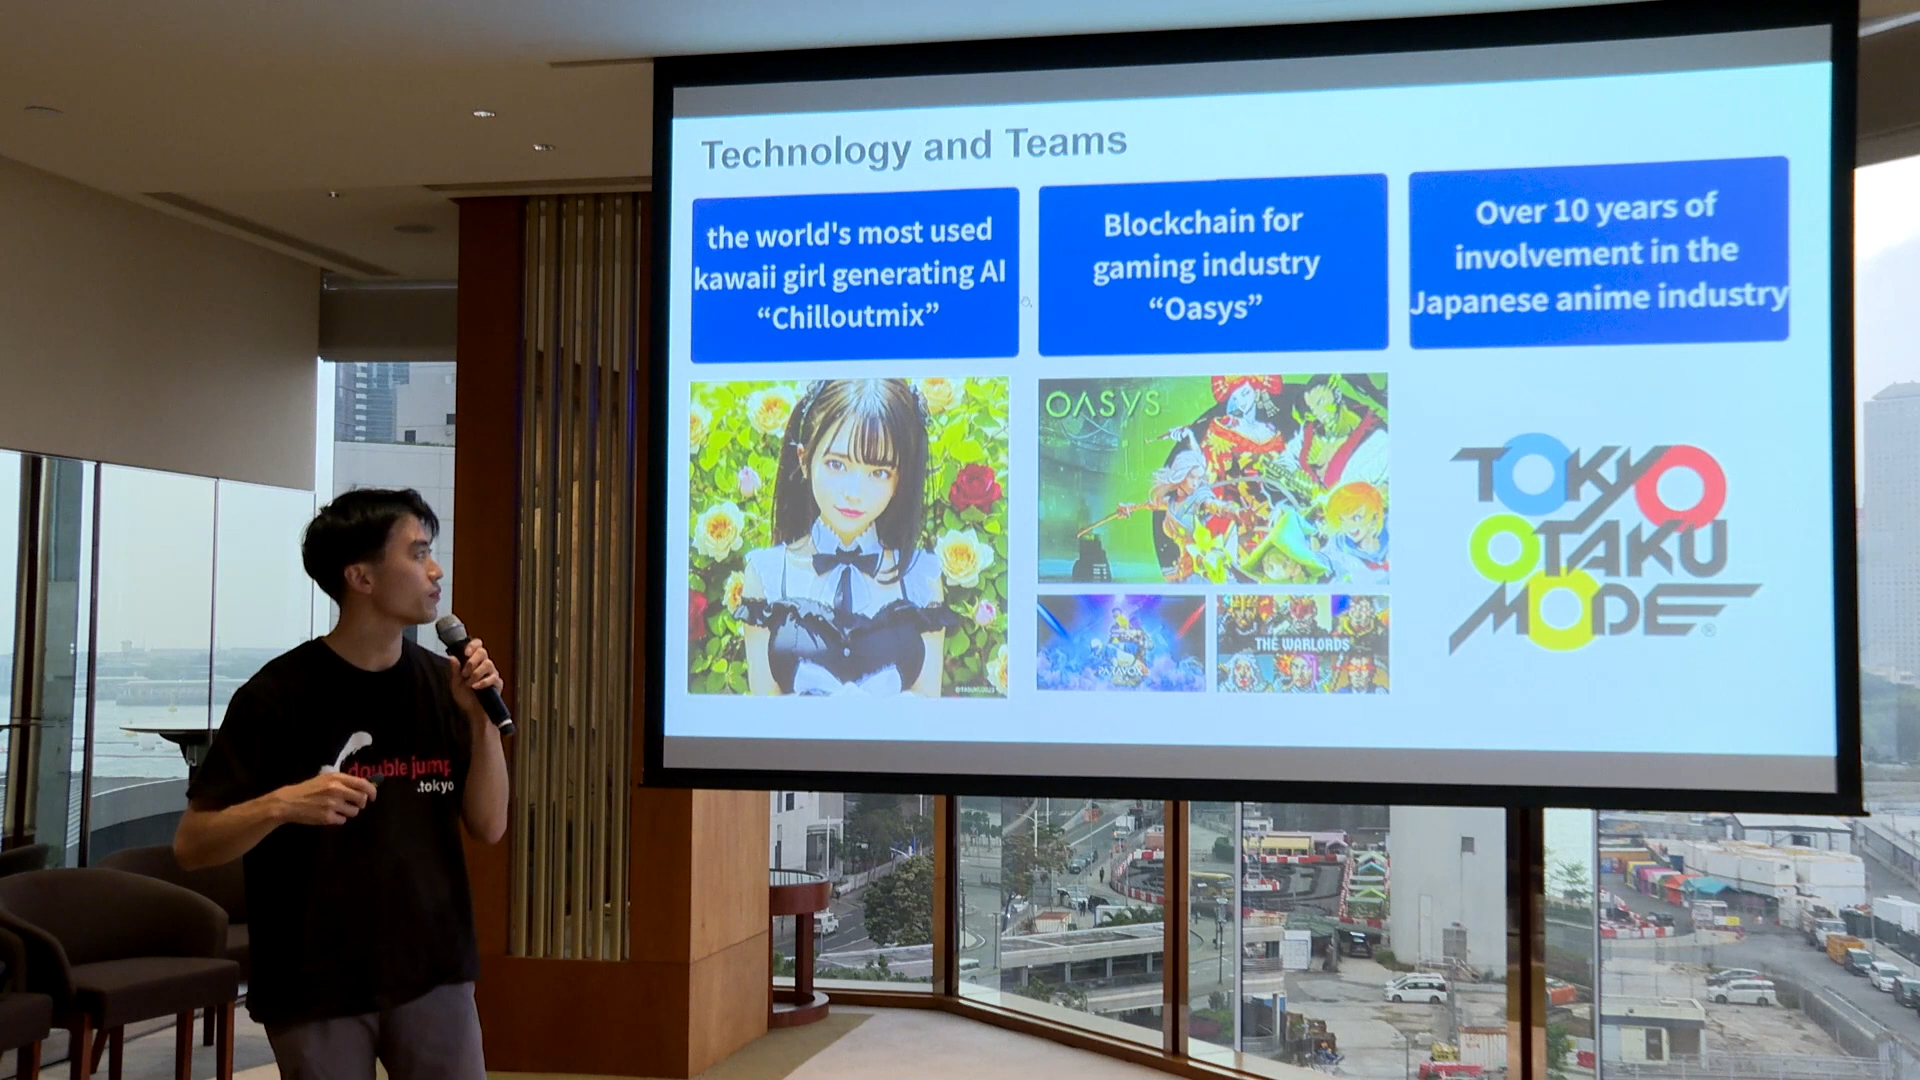 Technology and Teams
the world's most used
kawaii girl generating AI
“Chilloutmix”
Blockchain for
gaming industry
“Oasys”
Over 10 years of
involvement in the
Japanese anime industry
OASYS
THE WARLORDS
TOKYO
OTAKU
MODE®
double jump
.tokyo